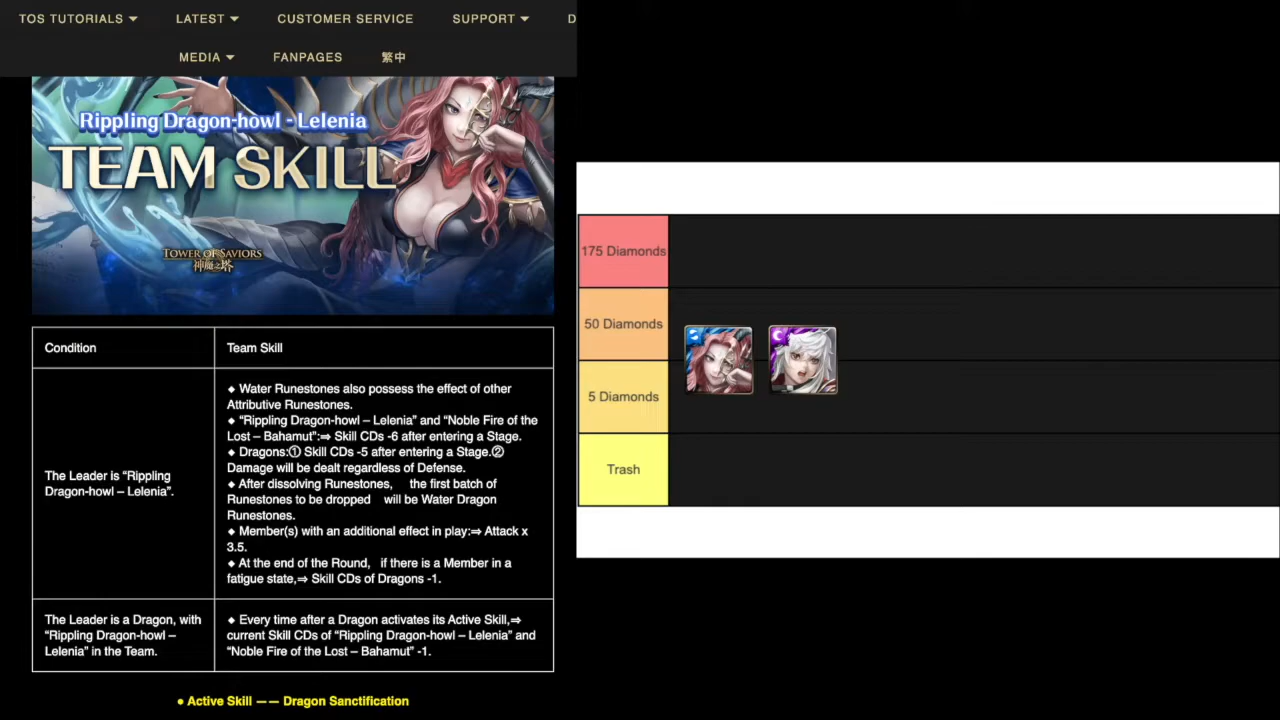 TOS TUTORIALS LATEST CUSTOMER SERVICE SUPPORT D
MEDIA FANPAGES 繁中
Rippling Dragon-howl - Lelenia
TEAM SKILL
TOWER OF SAVIORS
神魔之塔
Condition
Team Skill
The Leader is “Rippling
Dragon-howl – Lelenia”.
◆ Water Runestones also possess the effect of other
Attributive Runestones.
◆ “Rippling Dragon-howl – Lelenia” and “Noble Fire of the
Lost – Bahamut”:⇒ Skill CDs -6 after entering a Stage.
◆ Dragons:① Skill CDs -5 after entering a Stage.②
Damage will be dealt regardless of Defense.
◆ After dissolving Runestones, the first batch of
Runestones to be dropped will be Water Dragon
Runestones.
◆ Member(s) with an additional effect in play:⇒ Attack x
3.5.
◆ At the end of the Round, if there is a Member in a
fatigue state,⇒ Skill CDs of Dragons -1.
The Leader is a Dragon, with
“Rippling Dragon-howl –
Lelenia” in the Team.
◆ Every time after a Dragon activates its Active Skill,⇒
current Skill CDs of “Rippling Dragon-howl – Lelenia” and
“Noble Fire of the Lost – Bahamut” -1.
● Active Skill —— Dragon Sanctification
175 Diamonds
50 Diamonds
5 Diamonds
Trash